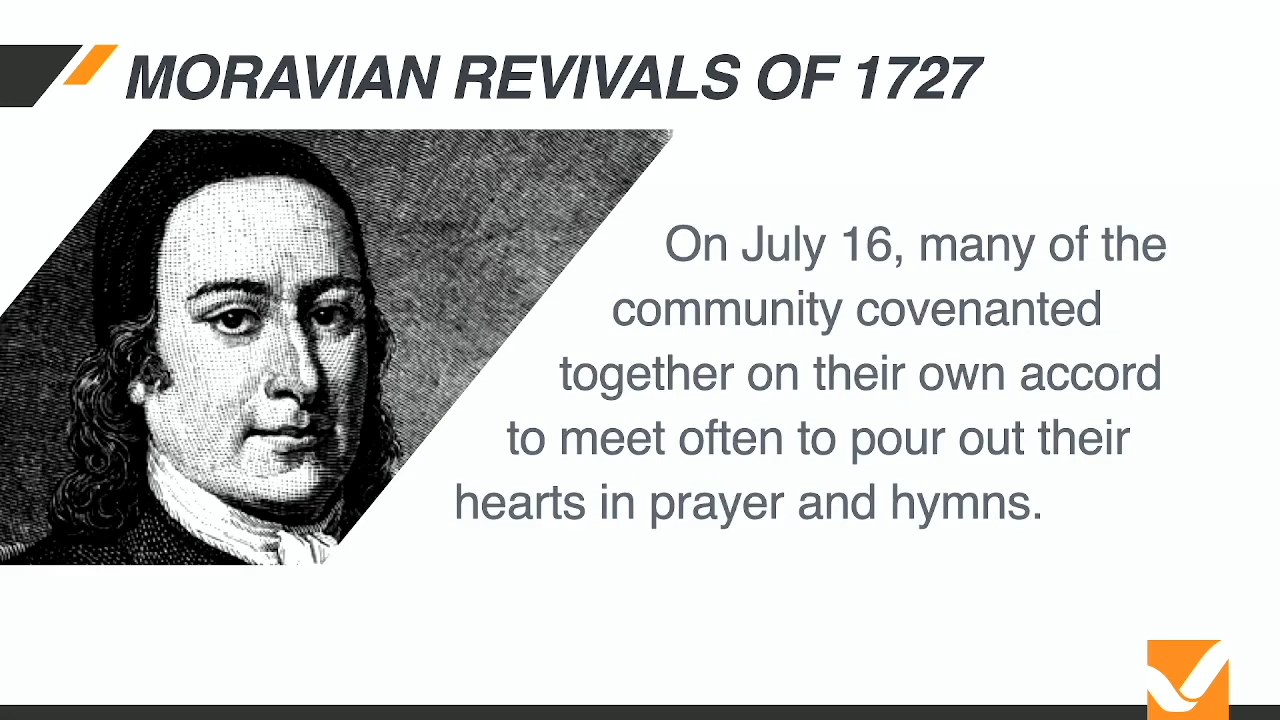 MORAVIAN REVIVALS OF 1727
On July 16, many of the
community covenanted
together on their own accord
to meet often to pour out their
hearts in prayer and hymns.